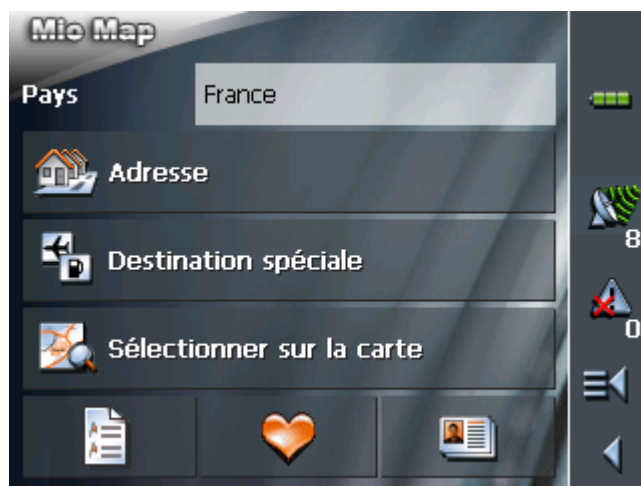 Mio Map
Pays
France
Adresse
8
Destination spéciale
0
Sélectionner sur la carte